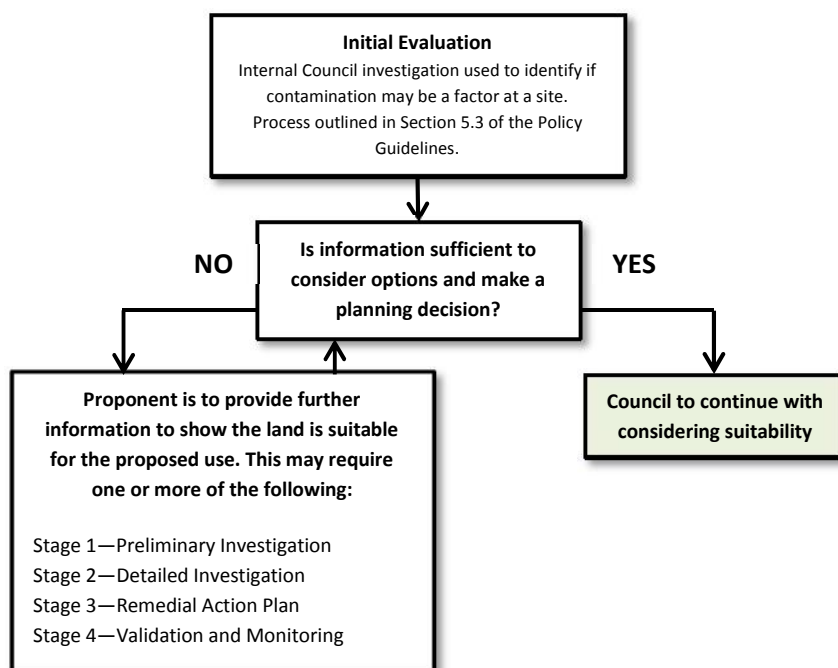 Initial Evaluation
Internal Council investigation used to identify if
contamination may be a factor at a site.
Process outlined in Section 5.3 of the Policy
Guidelines.
NO
Is information sufficient to
consider options and make a
planning decision?
YES
Proponent is to provide further
information to show the land is suitable
for the proposed use. This may require
one or more of the following:
Stage 1—Preliminary Investigation
Stage 2—Detailed Investigation
Stage 3—Remedial Action Plan
Stage 4—Validation and Monitoring
Council to continue with
considering suitability